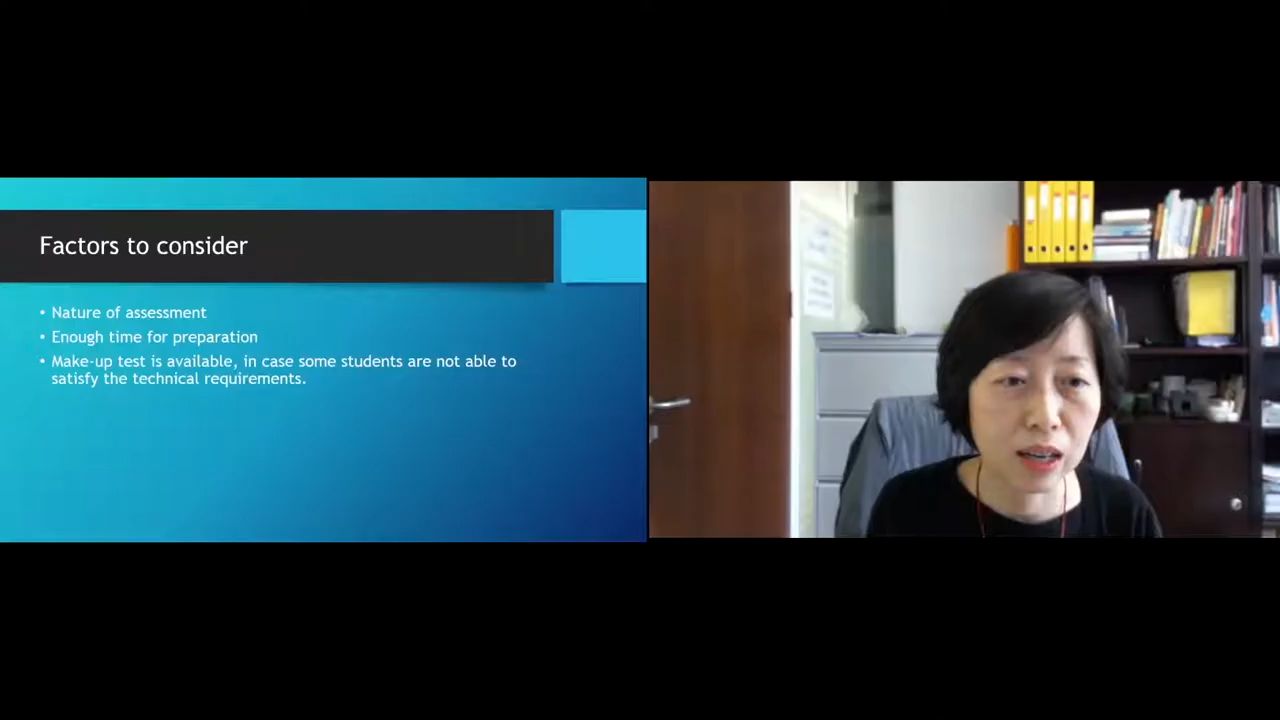 Factors to consider
• Nature of assessment
• Enough time for preparation
• Make-up test is available, in case some students are not able to
satisfy the technical requirements.